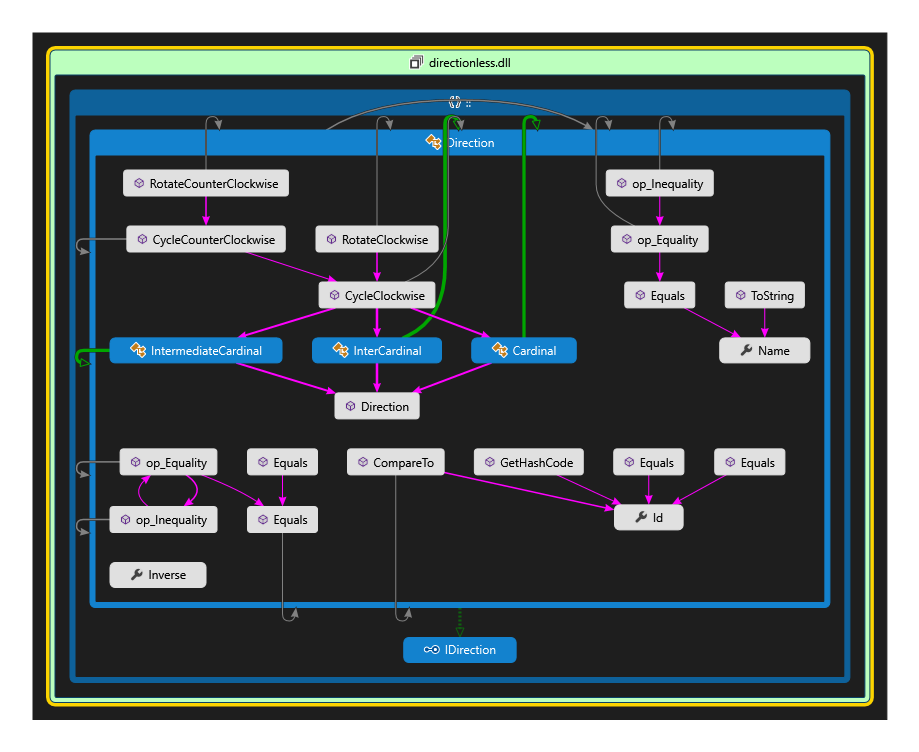 directionless.dll
{} ::
Direction
RotateCounterClockwise
op_Inequality
CycleCounterClockwise
RotateClockwise
op_Equality
CycleClockwise
Equals
ToString
IntermediateCardinal
InterCardinal
Cardinal
Name
Direction
op_Equality
Equals
CompareTo
GetHashCode
Equals
Equals
op_Inequality
Equals
Id
Inverse
IDirection